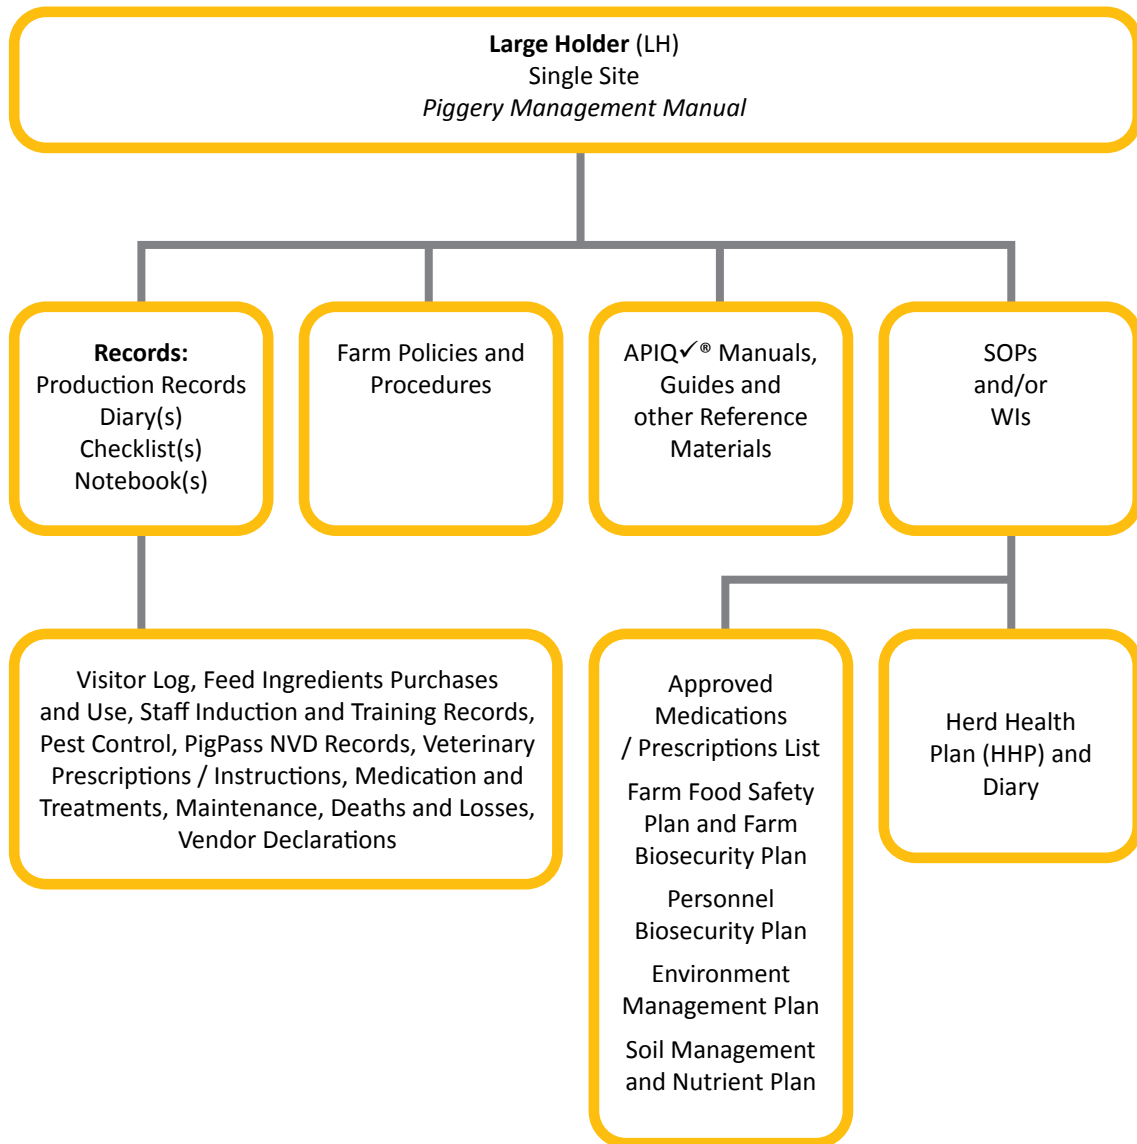 Large Holder (LH)
Single Site
Piggery Management Manual
Records:
Production Records
Diary(s)
Checklist(s)
Notebook(s)
Farm Policies and
Procedures
APIQ✓® Manuals,
Guides and
other Reference
Materials
SOPs
and/or
WIs
Visitor Log, Feed Ingredients Purchases
and Use, Staff Induction and Training Records,
Pest Control, PigPass NVD Records, Veterinary
Prescriptions / Instructions, Medication and
Treatments, Maintenance, Deaths and Losses,
Vendor Declarations
Approved
Medications
/ Prescriptions List
Farm Food Safety
Plan and Farm
Biosecurity Plan
Personnel
Biosecurity Plan
Environment
Management Plan
Soil Management
and Nutrient Plan
Herd Health
Plan (HHP) and
Diary